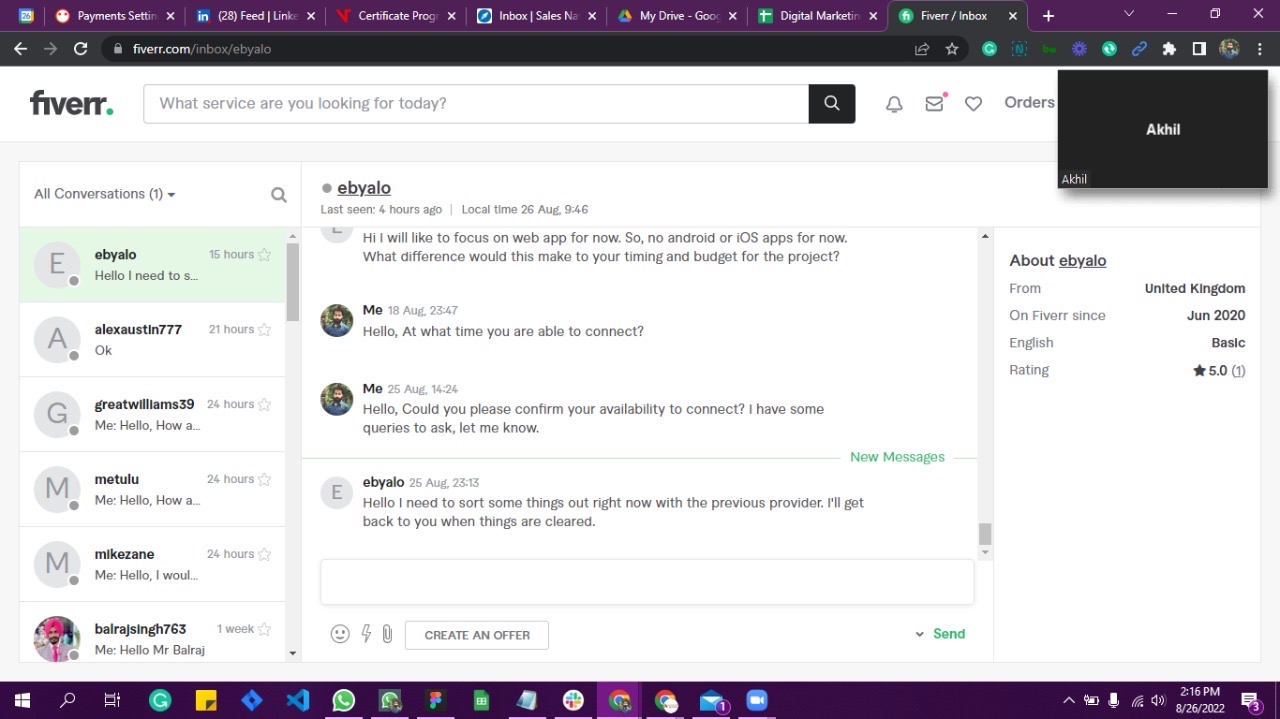 Payments Settin
(28) Feed | Linke
Certificate Prog
Inbox | Sales Na
My Drive - Goog
Digital Marketin
Fiverr / Inbox
fiverr.com/inbox/ebyalo
fiverr.
What service are you looking for today?
Orders
Akhil
Akhil
All Conversations (1)
ebyalo
Last seen: 4 hours ago | Local time 26 Aug, 9:46
E
ebyalo
15 hours
Hello I need to s...
A
alexaustin777
21 hours
Ok
G
greatwilliams39
24 hours
Me: Hello, How a...
M
metulu
24 hours
Me: Hello, How a...
M
mikezane
24 hours
Me: Hello, I woul...
balrajsingh763
1 week
Me: Hello Mr Balraj
Hi I will like to focus on web app for now. So, no android or iOS apps for now.
What difference would this make to your timing and budget for the project?
Me 18 Aug, 23:47
Hello, At what time you are able to connect?
Me 25 Aug, 14:24
Hello, Could you please confirm your availability to connect? I have some
queries to ask, let me know.
New Messages
E
ebyalo 25 Aug, 23:13
Hello I need to sort some things out right now with the previous provider. I'll get
back to you when things are cleared.
CREATE AN OFFER
Send
About ebyalo
From United Kingdom
On Fiverr since Jun 2020
English Basic
Rating 5.0 (1)
2:16 PM
8/26/2022
1
3